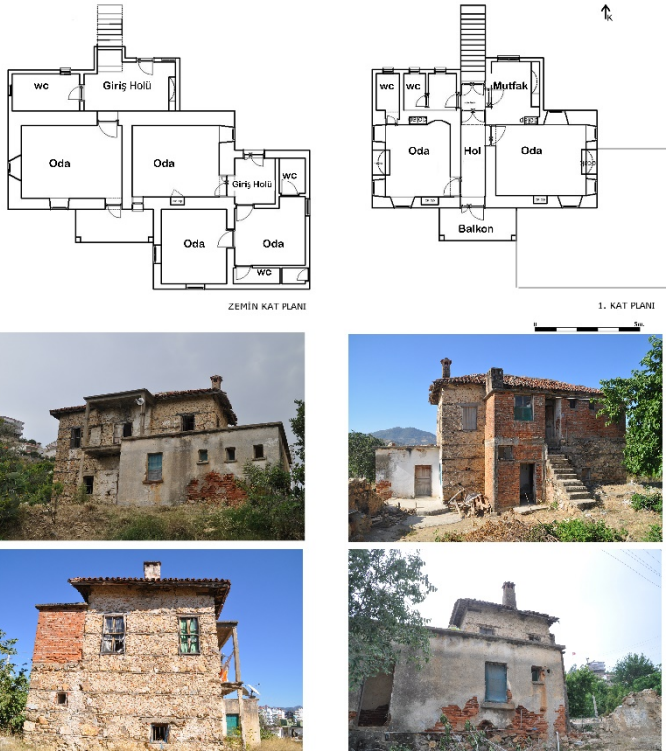 K
wc
Giriş Holü
Oda
Oda
Giriş Holü
wc
Oda
Oda
wc
ZEMİN KAT PLANI
wc
wc
Mutfak
Oda
Hol
Oda
Balkon
1. KAT PLANI
0
5m.